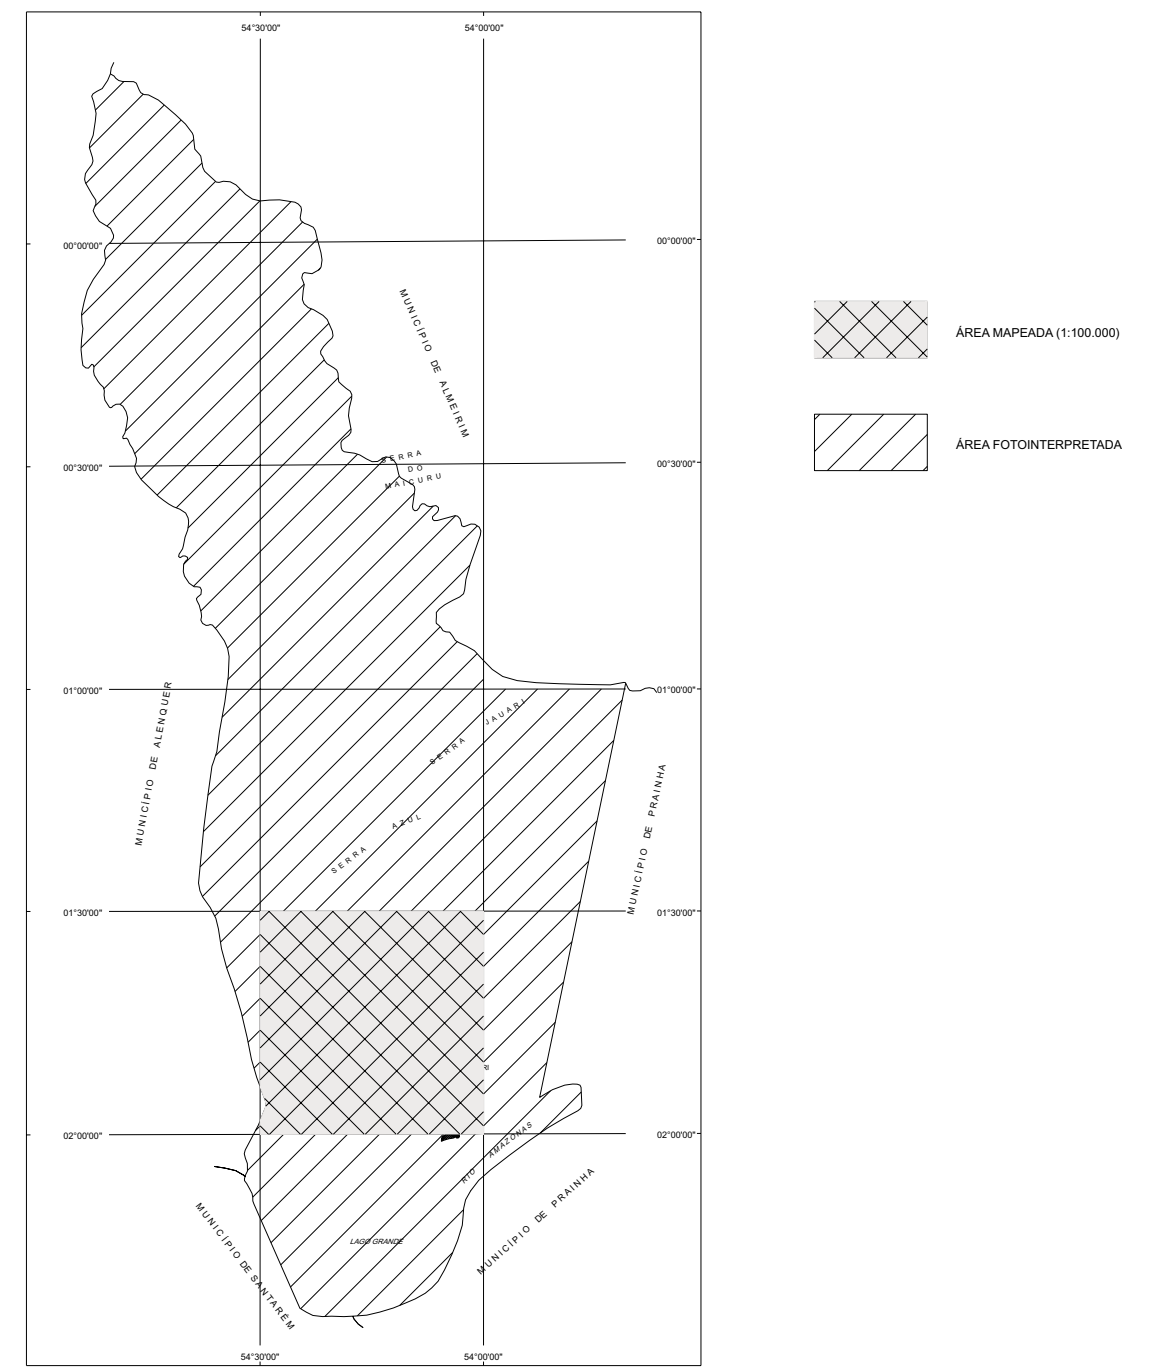 54°30'00" 54°00'00"
00°00'00" 00°00'00"
MUNICÍPIO DE ALMEIRIM
ÁREA MAPEADA (1:100.000)
ÁREA FOTOINTERPRETADA
SERRA
DO
MAICURU
00°30'00" 00°30'00"
01°00'00" 01°00'00"
MUNICÍPIO DE ALENQUER
SERRA JAUARI
SERRA AZUL
MUNICÍPIO DE PRAINHA
01°30'00" 01°30'00"
02°00'00" 02°00'00"
RIO AMAZONAS
MUNICÍPIO DE PRAINHA
LAGO GRANDE
MUNICÍPIO DE SANTARÉM
54°30'00" 54°00'00"